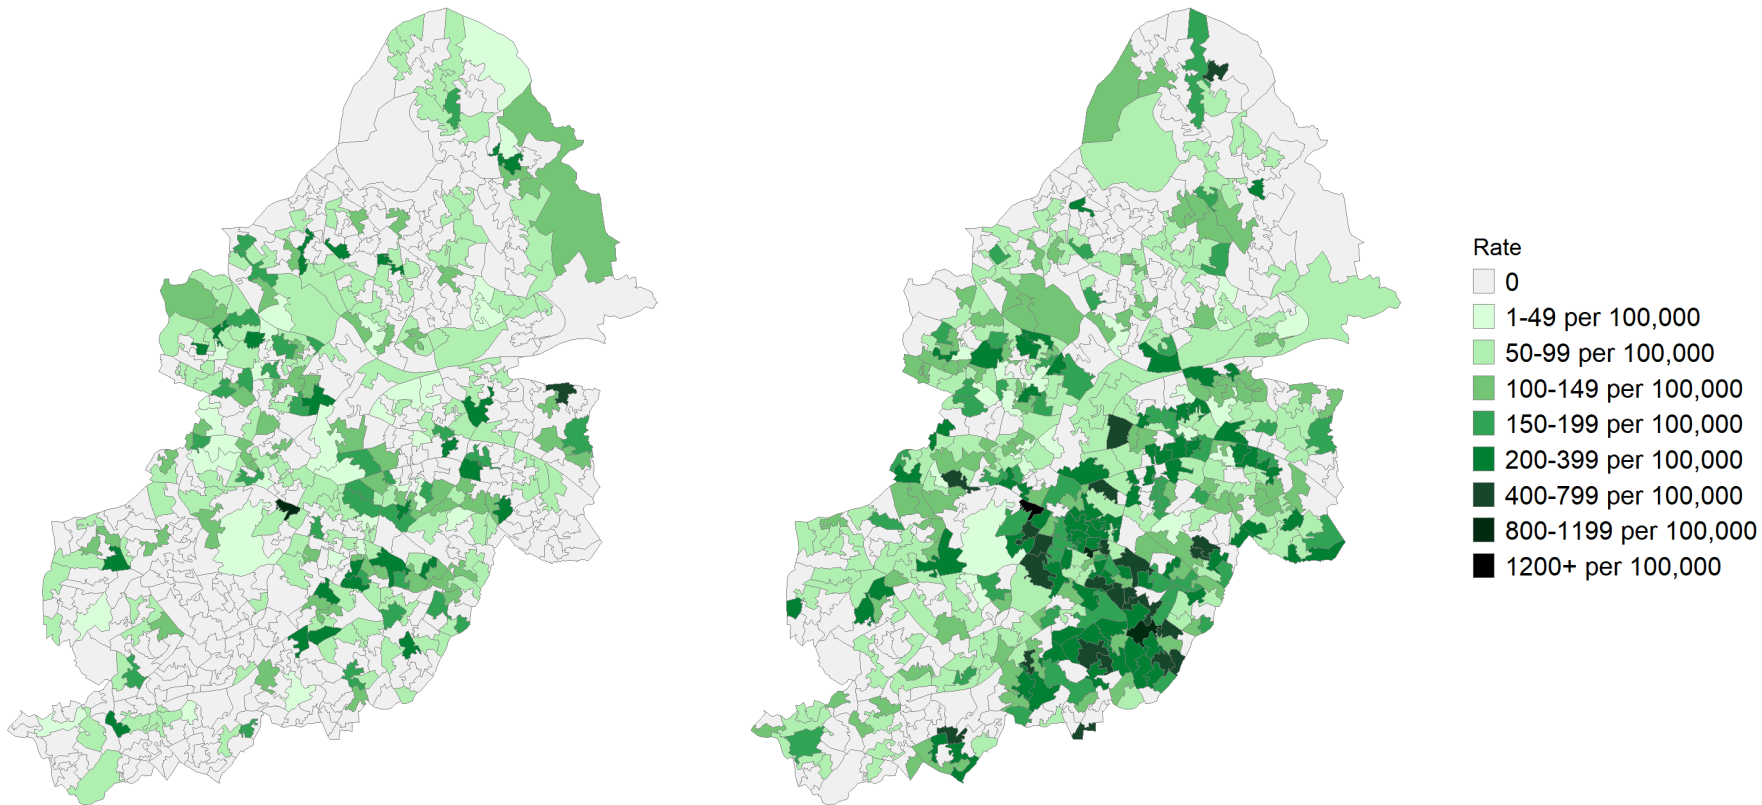 Rate
0
1-49 per 100,000
50-99 per 100,000
100-149 per 100,000
150-199 per 100,000
200-399 per 100,000
400-799 per 100,000
800-1199 per 100,000
1200+ per 100,000